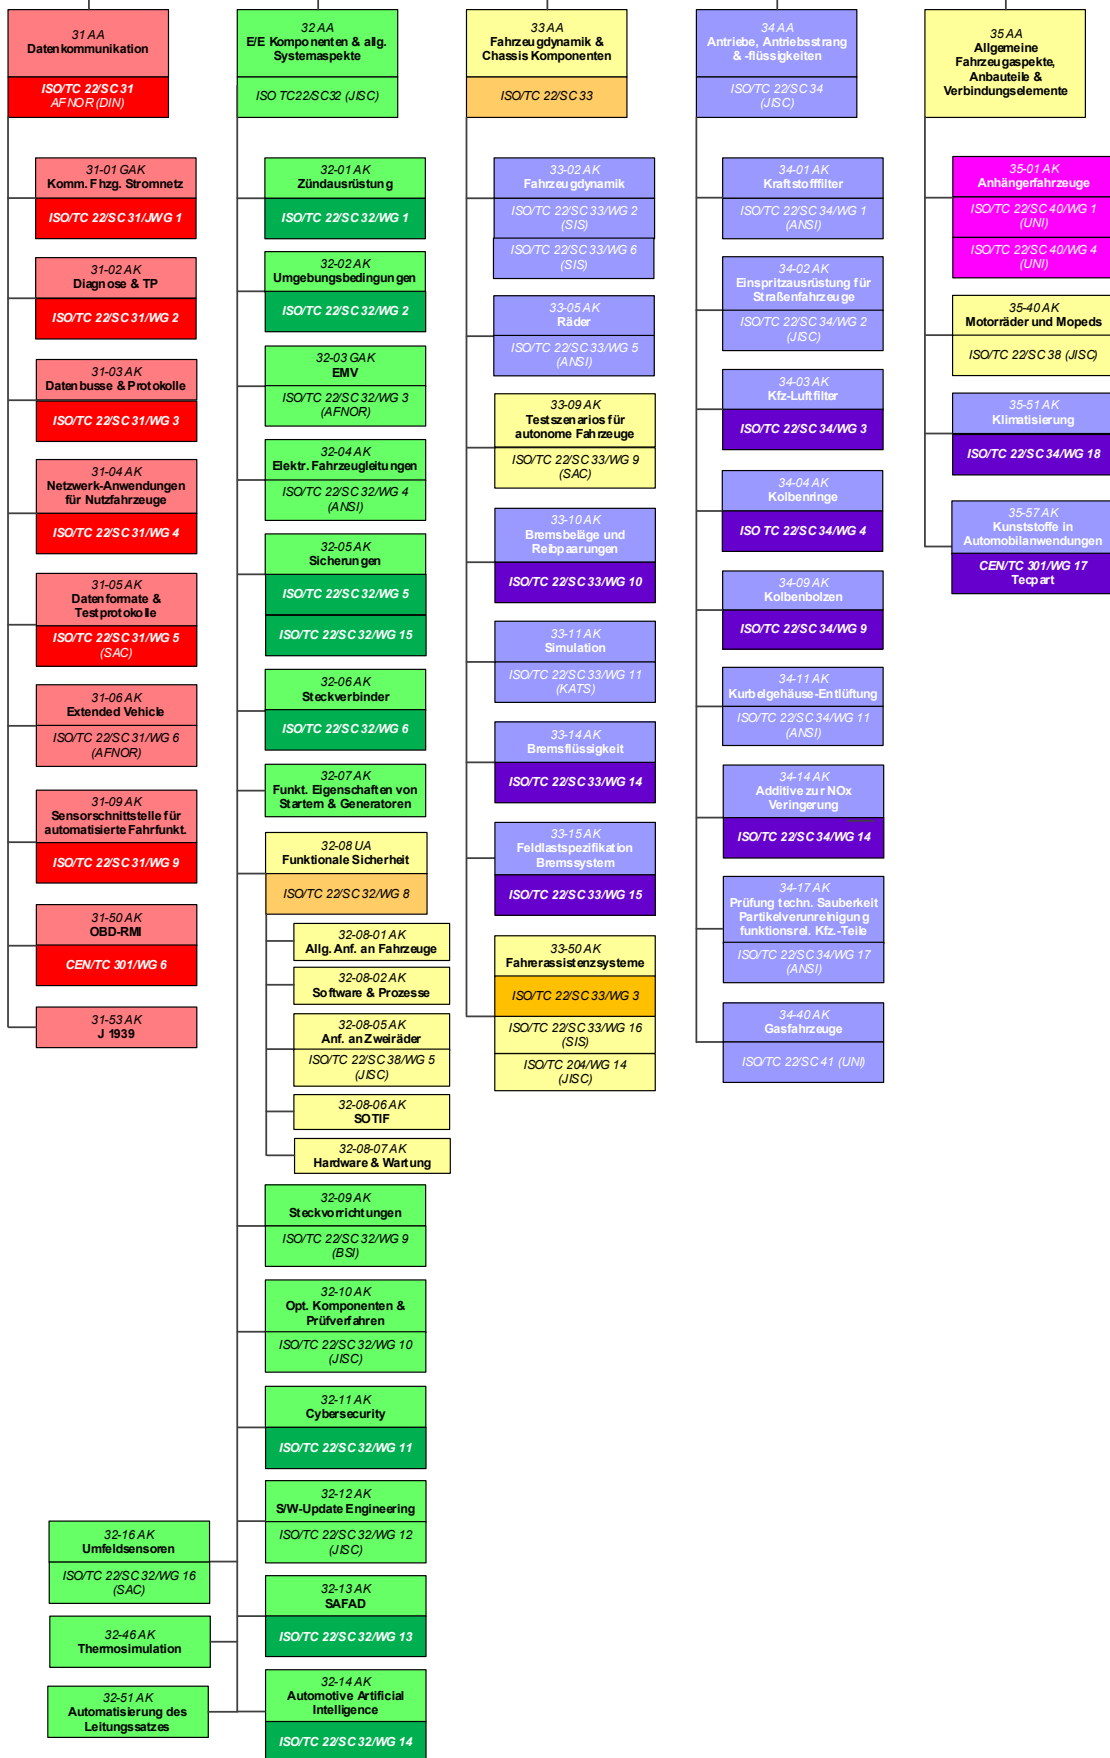 31 AA
Datenkommunikation
ISO/TC 22/SC 31
AFNOR (DIN)
31-01 GAK
Komm. Fhzg. Stromnetz
ISO/TC 22/SC 31/JWG 1
31-02 AK
Diagnose & TP
ISO/TC 22/SC 31/WG 2
31-03 AK
Datenbusse & Protokolle
ISO/TC 22/SC 31/WG 3
31-04 AK
Netzwerk-Anwendungen
für Nutzfahrzeuge
ISO/TC 22/SC 31/WG 4
31-05 AK
Datenformate &
Testprotokolle
ISO/TC 22/SC 31/WG 5
(SAC)
31-06 AK
Extended Vehicle
ISO/TC 22/SC 31/WG 6
(AFNOR)
31-09 AK
Sensorschnittstelle für
automatisierte Fahrfunkt.
ISO/TC 22/SC 31/WG 9
31-50 AK
OBD-RMI
CEN/TC 301/WG 6
31-53 AK
J 1939
32 AA
E/E Komponenten & allg.
Systemaspekte
ISO TC22/SC32 (JISC)
32-01 AK
Zündausrüstung
ISO/TC 22/SC 32/WG 1
32-02 AK
Umgebungsbedingungen
ISO/TC 22/SC 32/WG 2
32-03 GAK
EMV
ISO/TC 22/SC 32/WG 3
(AFNOR)
32-04 AK
Elektr. Fahrzeugleitungen
ISO/TC 22/SC 32/WG 4
(ANSI)
32-05 AK
Sicherungen
ISO/TC 22/SC 32/WG 5
ISO/TC 22/SC 32/WG 15
32-06 AK
Steckverbinder
ISO/TC 22/SC 32/WG 6
32-07 AK
Funkt. Eigenschaften von
Startern & Generatoren
32-08 UA
Funktionale Sicherheit
ISO/TC 22/SC 32/WG 8
32-08-01 AK
Allg. Anf. an Fahrzeuge
32-08-02 AK
Software & Prozesse
32-08-05 AK
Anf. an Zweiräder
ISO/TC 22/SC 38/WG 5
(JISC)
32-08-06 AK
SOTIF
32-08-07 AK
Hardware & Wartung
32-09 AK
Steckvorrichtungen
ISO/TC 22/SC 32/WG 9
(BSI)
32-10 AK
Opt. Komponenten &
Prüfverfahren
ISO/TC 22/SC 32/WG 10
(JISC)
32-11 AK
Cybersecurity
ISO/TC 22/SC 32/WG 11
32-12 AK
S/W-Update Engineering
ISO/TC 22/SC 32/WG 12
(JISC)
32-13 AK
SAFAD
ISO/TC 22/SC 32/WG 13
32-14 AK
Automotive Artificial
Intelligence
ISO/TC 22/SC 32/WG 14
32-16 AK
Umfeldsensoren
ISO/TC 22/SC 32/WG 16
(SAC)
32-46 AK
Thermosimulation
32-51 AK
Automatisierung des
Leitungssatzes
33 AA
Fahrzeugdynamik &
Chassis Komponenten
ISO/TC 22/SC 33
33-02 AK
Fahrzeugdynamik
ISO/TC 22/SC 33/WG 2
(SIS)
ISO/TC 22/SC 33/WG 6
(SIS)
33-05 AK
Räder
ISO/TC 22/SC 33/WG 5
(ANSI)
33-09 AK
Testszenarios für
autonome Fahrzeuge
ISO/TC 22/SC 33/WG 9
(SAC)
33-10 AK
Bremsbeläge und
Reibpaarungen
ISO/TC 22/SC 33/WG 10
33-11 AK
Simulation
ISO/TC 22/SC 33/WG 11
(KATS)
33-14 AK
Bremsflüssigkeit
ISO/TC 22/SC 33/WG 14
33-15 AK
Feldlastspezifikation
Bremssystem
ISO/TC 22/SC 33/WG 15
33-50 AK
Fahrerassistenzsysteme
ISO/TC 22/SC 33/WG 3
ISO/TC 22/SC 33/WG 16
(SIS)
ISO/TC 204/WG 14
(JISC)
34 AA
Antriebe, Antriebsstrang
& -flüssigkeiten
ISO/TC 22/SC 34
(JISC)
34-01 AK
Kraftstofffilter
ISO/TC 22/SC 34/WG 1
(ANSI)
34-02 AK
Einspritzausrüstung für
Straßenfahrzeuge
ISO/TC 22/SC 34/WG 2
(JISC)
34-03 AK
Kfz-Luftfilter
ISO/TC 22/SC 34/WG 3
34-04 AK
Kolbenringe
ISO TC 22/SC 34/WG 4
34-09 AK
Kolbenbolzen
ISO/TC 22/SC 34/WG 9
34-11 AK
Kurbelgehäuse-Entlüftung
ISO/TC 22/SC 34/WG 11
(ANSI)
34-14 AK
Additive zur NOx
Veringerung
ISO/TC 22/SC 34/WG 14
34-17 AK
Prüfung techn. Sauberkeit
Partikelverunreinigung
funktionsrel. Kfz.-Teile
ISO/TC 22/SC 34/WG 17
(ANSI)
34-40 AK
Gasfahrzeuge
ISO/TC 22/SC 41 (UNI)
35 AA
Allgemeine
Fahrzeugaspekte,
Anbauteile &
Verbindungselemente
35-01 AK
Anhängerfahrzeuge
ISO/TC 22/SC 40/WG 1
(UNI)
ISO/TC 22/SC 40/WG 4
(UNI)
35-40 AK
Motorräder und Mopeds
ISO/TC 22/SC 38 (JISC)
35-51 AK
Klimatisierung
ISO/TC 22/SC 34/WG 18
35-57 AK
Kunststoffe in
Automobilanwendungen
CEN/TC 301/WG 17
Tecpart